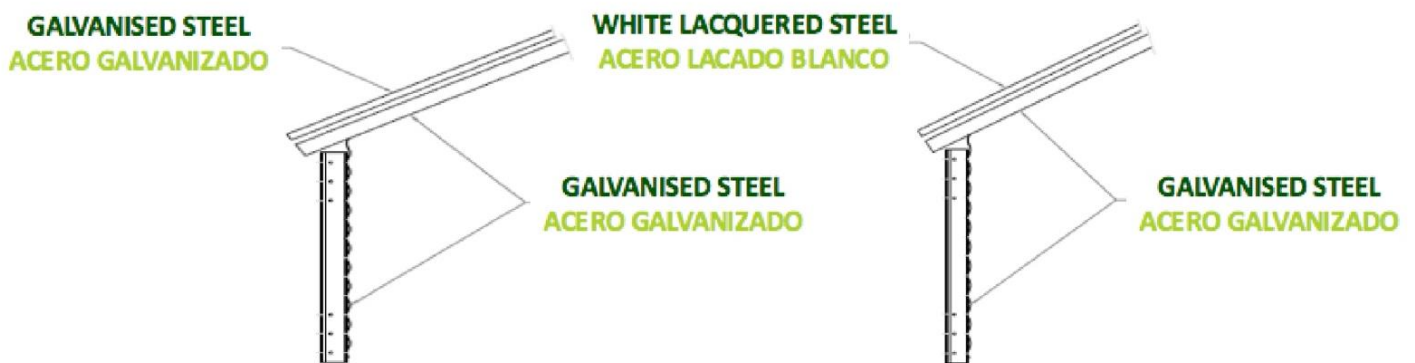 GALVANISED STEEL
ACERO GALVANIZADO
WHITE LACQUERED STEEL
ACERO LACADO BLANCO
GALVANISED STEEL
ACERO GALVANIZADO
GALVANISED STEEL
ACERO GALVANIZADO